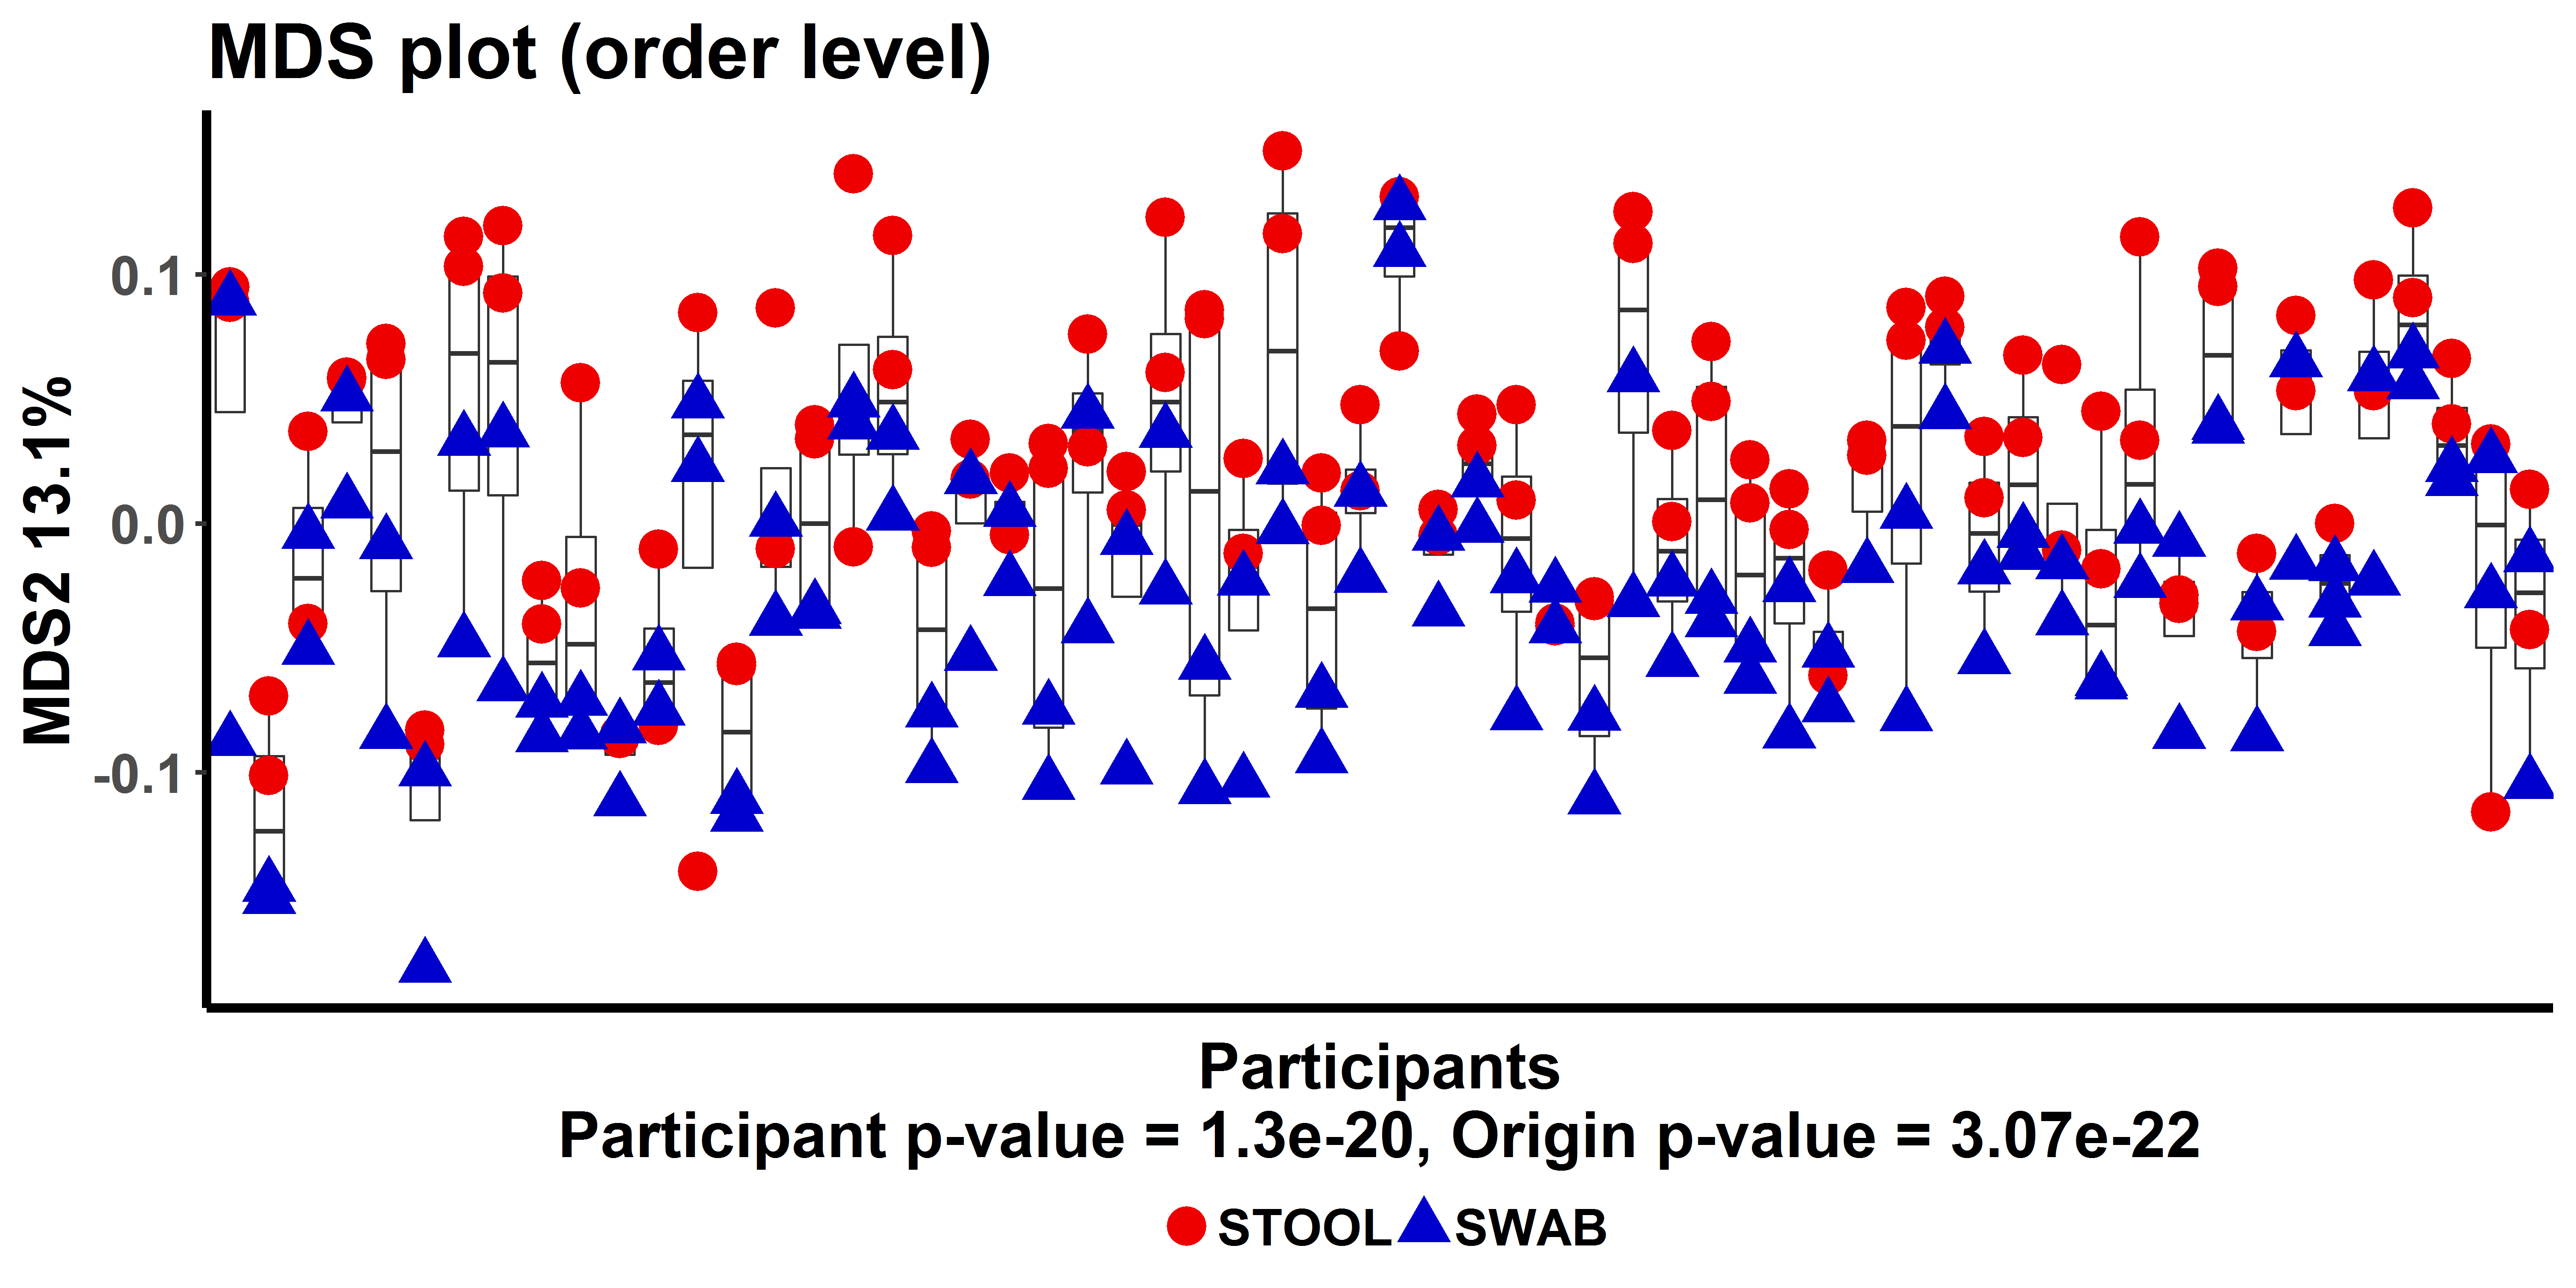 MDS plot (order level)
MDS2 13.1%
0.1
0.0
-0.1
Participants
Participant p-value = 1.3e-20, Origin p-value = 3.07e-22
STOOL SWAB